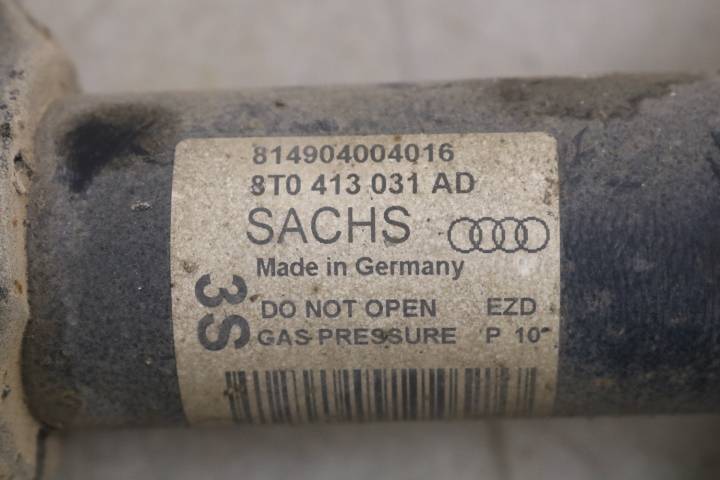 814904004016
8T0 413 031 AD
SACHS
Made in Germany
3S
DO NOT OPEN EZD
GAS PRESSURE P 10